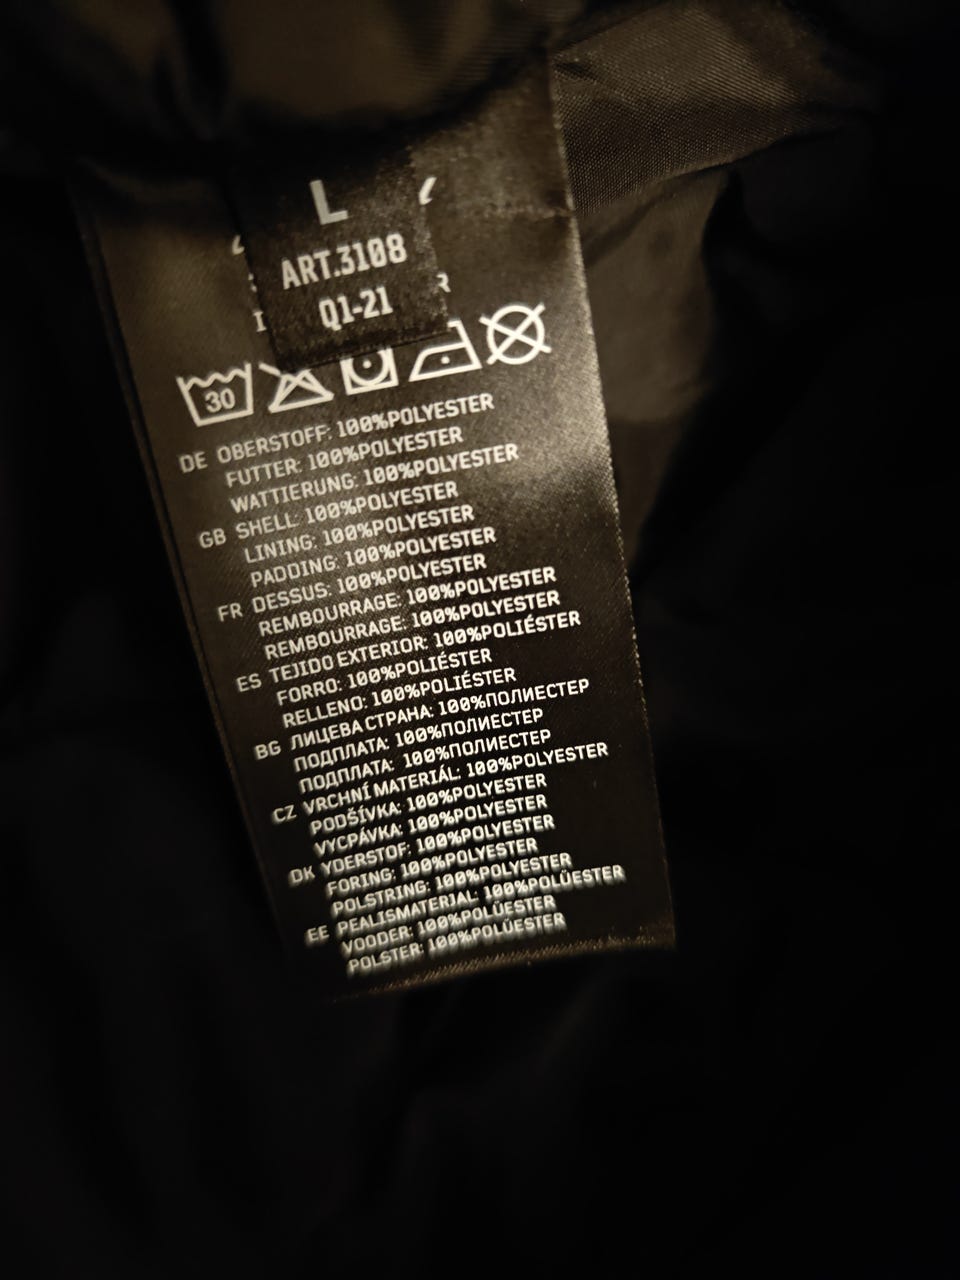 L
ART.3108
Q1-21
30
DE OBERSTOFF: 100%POLYESTER
FUTTER: 100%POLYESTER
WATTIERUNG: 100%POLYESTER
GB SHELL: 100%POLYESTER
LINING: 100%POLYESTER
PADDING: 100%POLYESTER
FR DESSUS: 100%POLYESTER
REMBOURRAGE: 100%POLYESTER
REMBOURRAGE: 100%POLYESTER
ES TEJIDO EXTERIOR: 100%POLIÉSTER
FORRO: 100%POLIÉSTER
RELLENO: 100%POLIÉSTER
BG ЛИЦЕВА СТРАНА: 100%ПОЛИЕСТЕР
ПОДПЛАТА: 100%ПОЛИЕСТЕР
ПОДПЛАТА: 100%ПОЛИЕСТЕР
CZ VRCHNÍ MATERIÁL: 100%POLYESTER
PODŠÍVKA: 100%POLYESTER
VYCPÁVKA: 100%POLYESTER
DK YDERSTOF: 100%POLYESTER
FORING: 100%POLYESTER
POLSTRING: 100%POLYESTER
EE PEALISMATERIAL: 100%POLÜESTER
VOODER: 100%POLÜESTER
POLSTER: 100%POLÜESTER